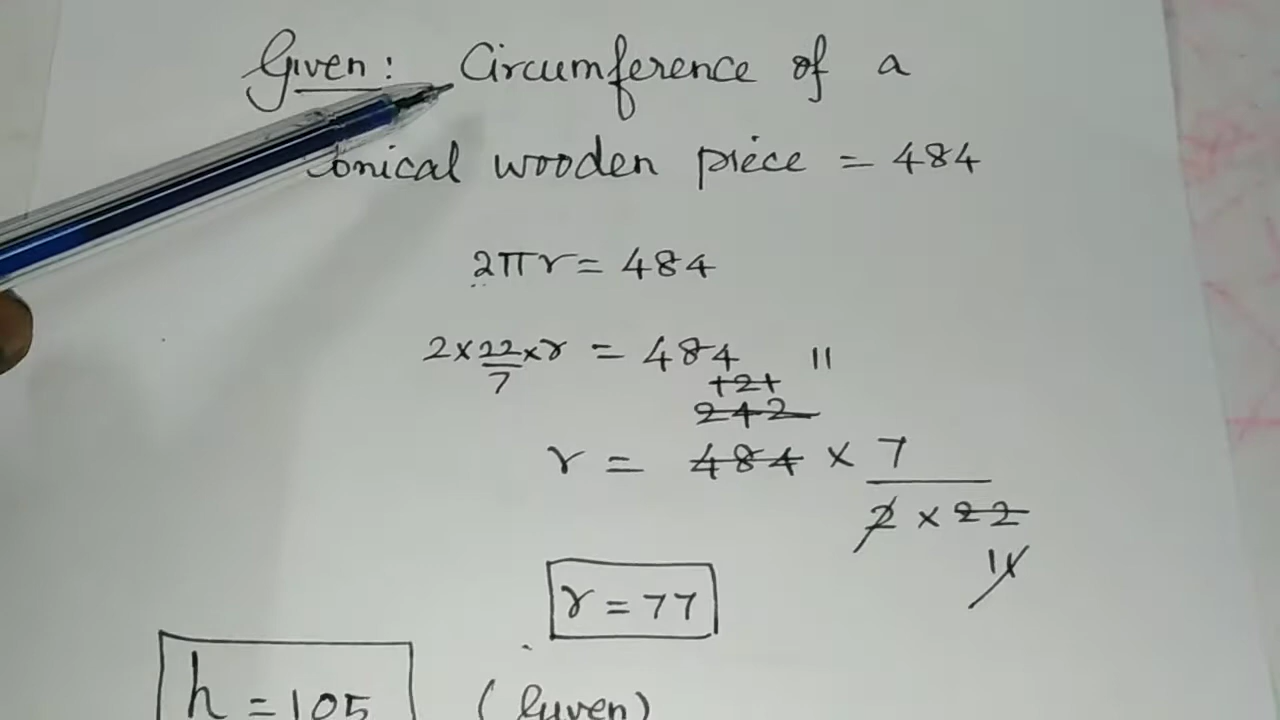 Given: Circumference of a
conical wooden piece = 484
2πr = 484
2 × 22/7 × r = 484 11
121
242
r = 484 × 7
2 × 22
11
r = 77
h = 105 (Given)